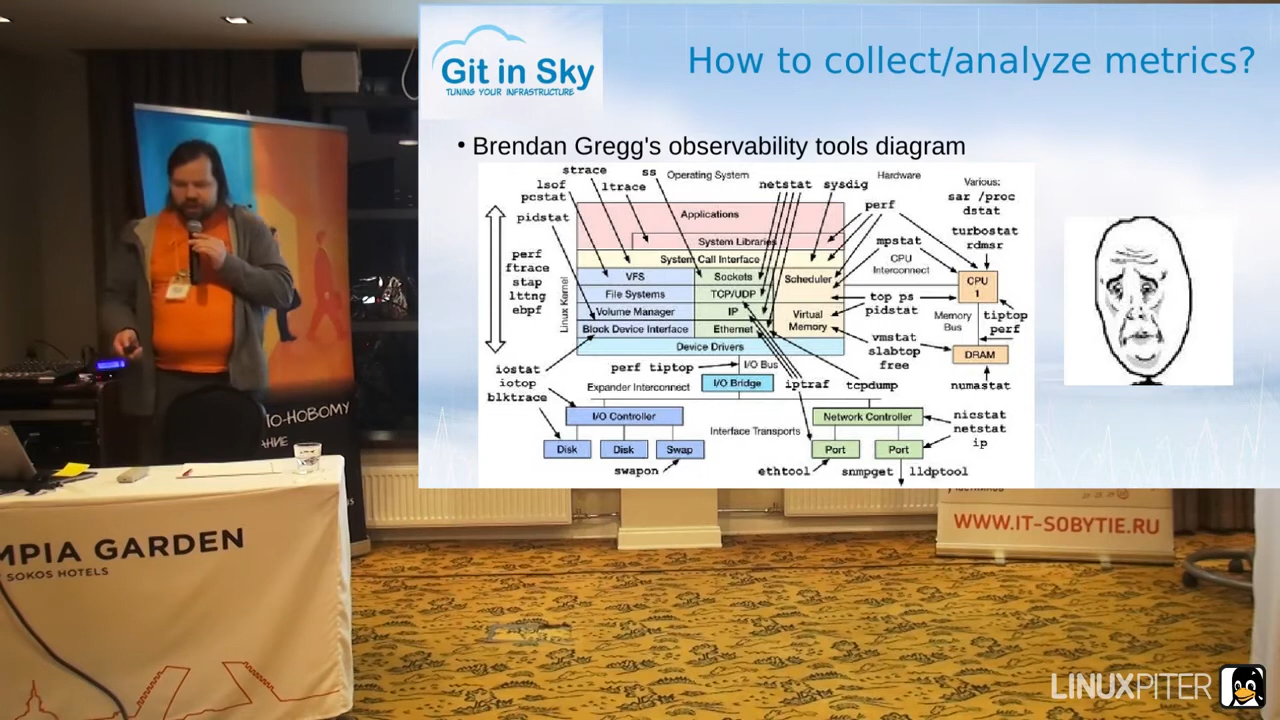 Git in Sky
TUNING YOUR INFRASTRUCTURE
How to collect/analyze metrics?
• Brendan Gregg's observability tools diagram
strace
ss
Operating System
netstat
sysdig
Hardware
Various:
sar /proc
dstat
lsof
pcstat
ltrace
pidstat
perf
Applications
System Libraries
System Call Interface
turbostat
rdmsr
mpstat
CPU
Interconnect
perf
ftrace
stap
lttng
ebpf
Linux Kernel
VFS
Sockets
Scheduler
File Systems
TCP/UDP
Volume Manager
IP
Virtual
Memory
Block Device Interface
Ethernet
Device Drivers
CPU
1
top ps
pidstat
Memory
Bus
tiptop
perf
vmstat
slabtop
free
DRAM
numastat
iostat
iotop
blktrace
perf tiptop
I/O Bus
Expander Interconnect
I/O Bridge
iptraf
tcpdump
I/O Controller
Interface Transports
Network Controller
nicstat
netstat
ip
Disk
Disk
Swap
Port
Port
swapon
ethtool
snmpget
lldptool
ПО-НОВОМУ
MPIA GARDEN
SOKOS HOTELS
WWW.IT-SOBYTIE.RU
LINUXPITER